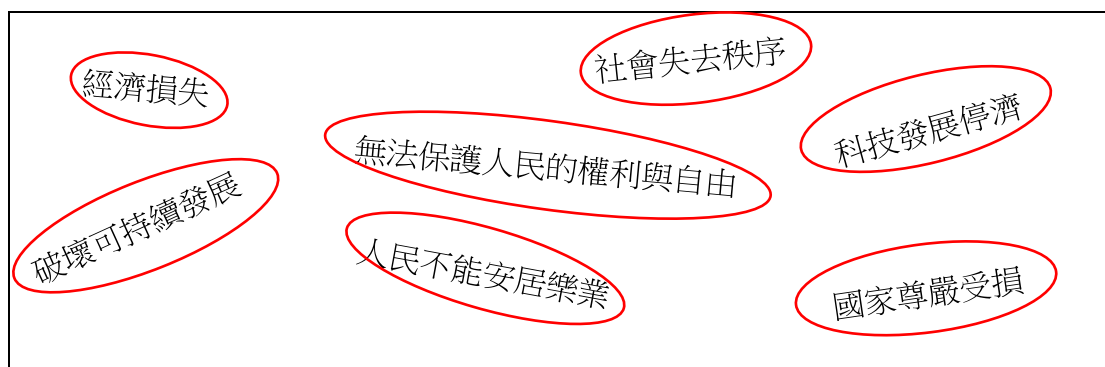 社會失去秩序
經濟損失
科技發展停濟
無法保護人民的權利與自由
破壞可持續發展
人民不能安居樂業
國家尊嚴受損